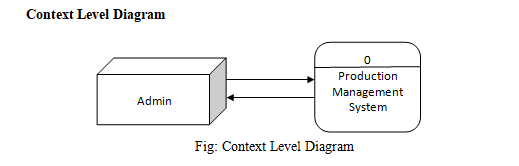 Context Level Diagram
0
Production
Management
System
Admin
Fig: Context Level Diagram